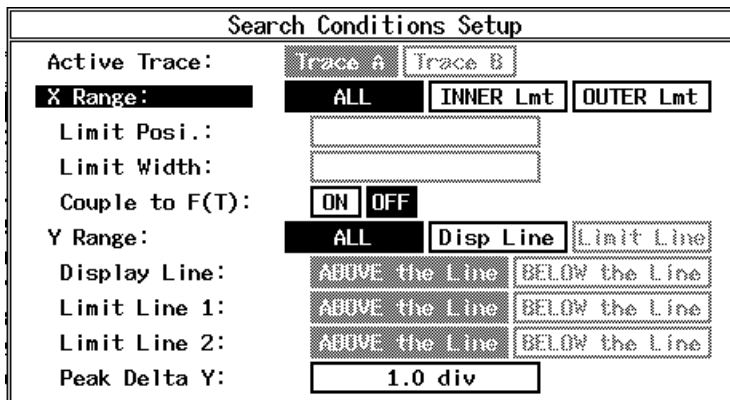 Search Conditions Setup
Active Trace: Trace A Trace B
X Range: ALL INNER Lmt OUTER Lmt
Limit Posi.:
Limit Width:
Couple to F(T): ON OFF
Y Range: ALL Disp Line Limit Line
Display Line: ABOVE the Line BELOW the Line
Limit Line 1: ABOVE the Line BELOW the Line
Limit Line 2: ABOVE the Line BELOW the Line
Peak Delta Y: 1.0 div